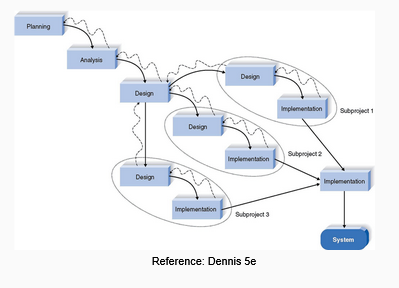 Planning
Analysis
Design
Design
Implementation
Subproject 1
Design
Implementation
Subproject 2
Design
Implementation
Subproject 3
Implementation
System
Reference: Dennis 5e